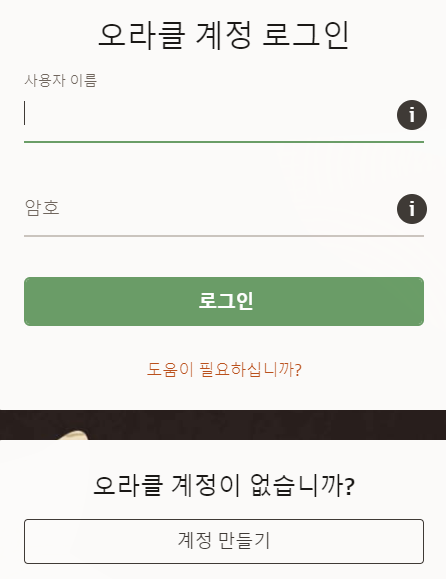 오라클 계정 로그인
사용자 이름
i
암호
i
로그인
도움이 필요하십니까?
오라클 계정이 없습니까?
계정 만들기